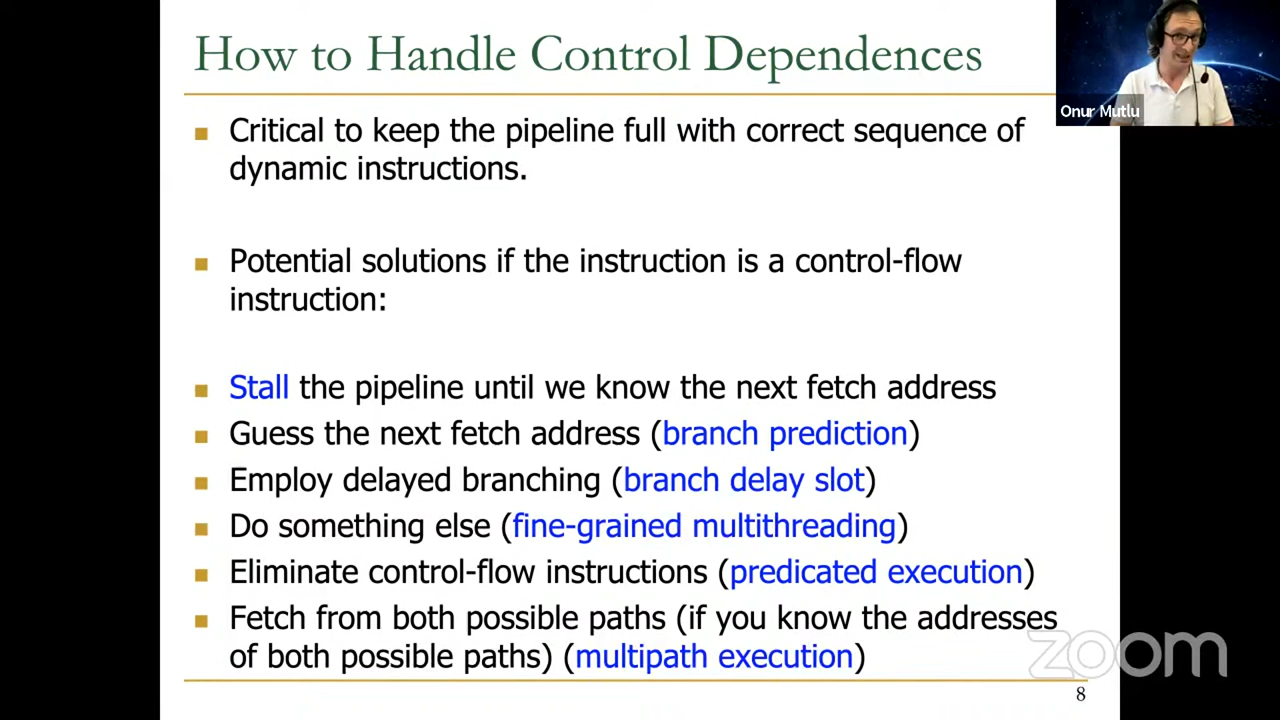 How to Handle Control Dependences
Onur Mutlu
Critical to keep the pipeline full with correct sequence of
dynamic instructions.
Potential solutions if the instruction is a control-flow
instruction:
Stall the pipeline until we know the next fetch address
Guess the next fetch address (branch prediction)
Employ delayed branching (branch delay slot)
Do something else (fine-grained multithreading)
Eliminate control-flow instructions (predicated execution)
Fetch from both possible paths (if you know the addresses
of both possible paths) (multipath execution)
zoom
8